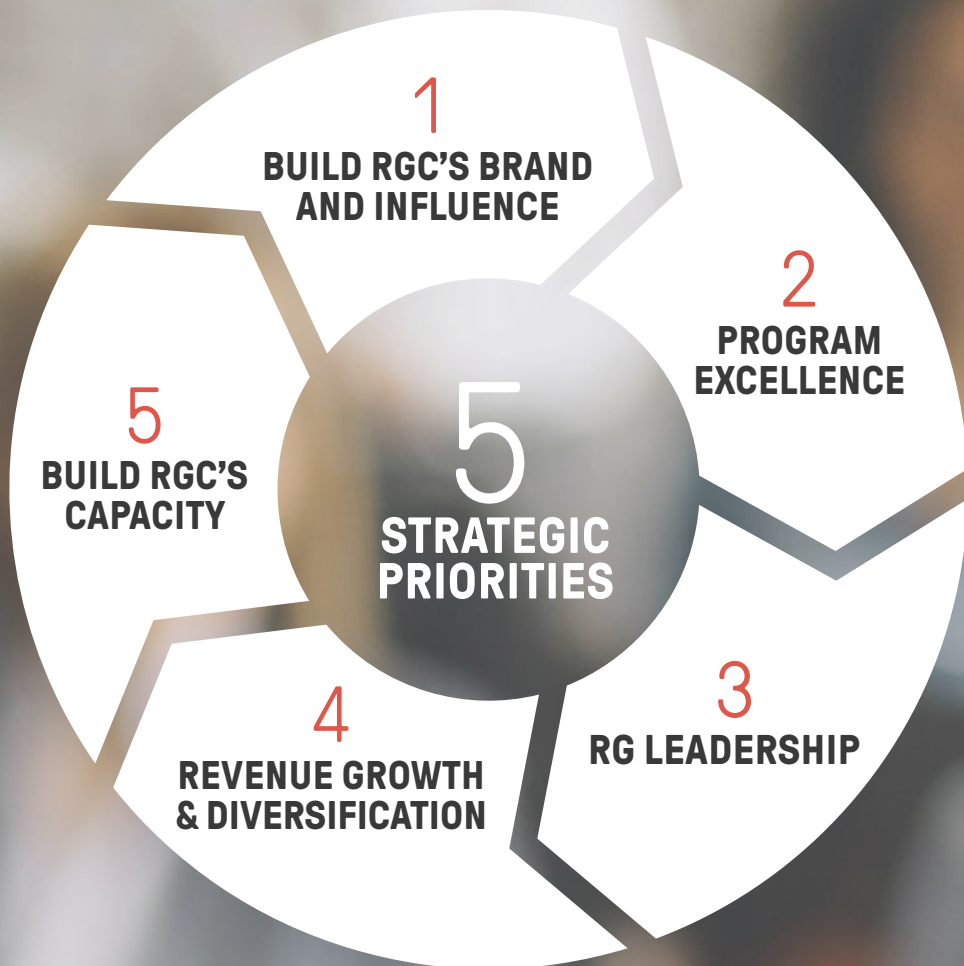 1
BUILD RGC'S BRAND
AND INFLUENCE
2
PROGRAM
EXCELLENCE
3
RG LEADERSHIP
4
REVENUE GROWTH
& DIVERSIFICATION
5
BUILD RGC'S
CAPACITY
5
STRATEGIC
PRIORITIES